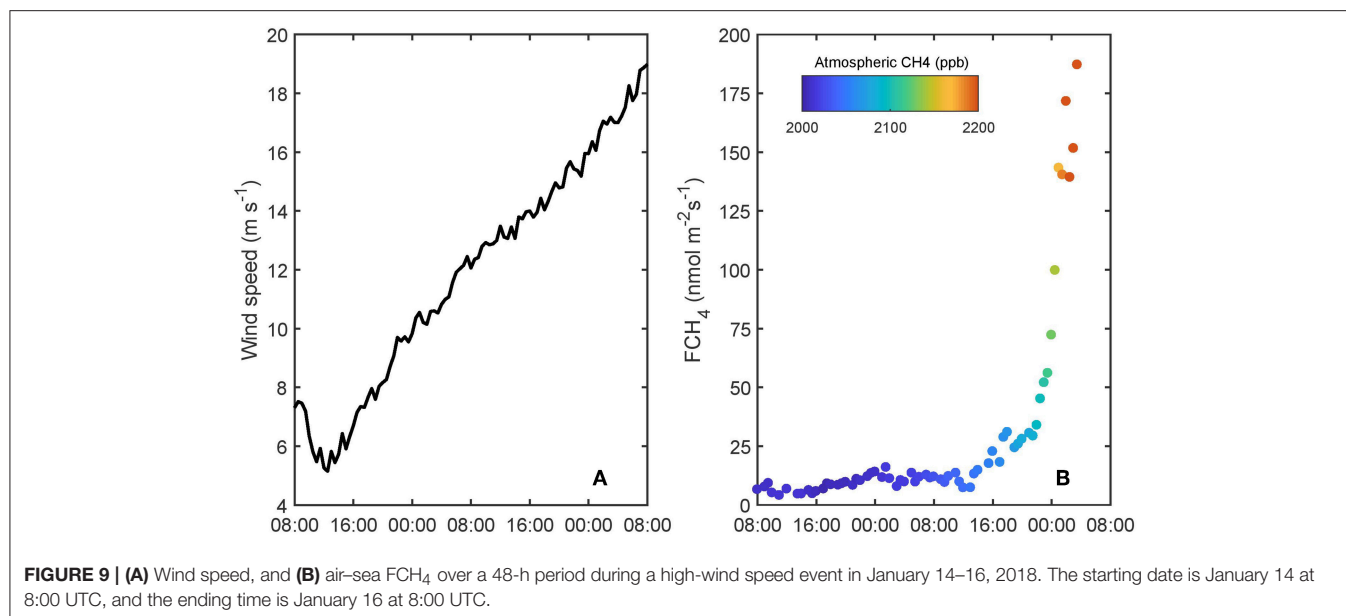 20
18
16
14
12
10
8
6
4
Wind speed (m s⁻¹)
08:00 16:00 00:00 08:00 16:00 00:00 08:00
A
200
175
150
125
100
75
50
25
0
FCH₄ (nmol m⁻²s⁻¹)
Atmospheric CH4 (ppb)
2000 2100 2200
08:00 16:00 00:00 08:00 16:00 00:00 08:00
B
FIGURE 9 | (A) Wind speed, and (B) air–sea FCH₄ over a 48-h period during a high-wind speed event in January 14–16, 2018. The starting date is January 14 at
8:00 UTC, and the ending time is January 16 at 8:00 UTC.